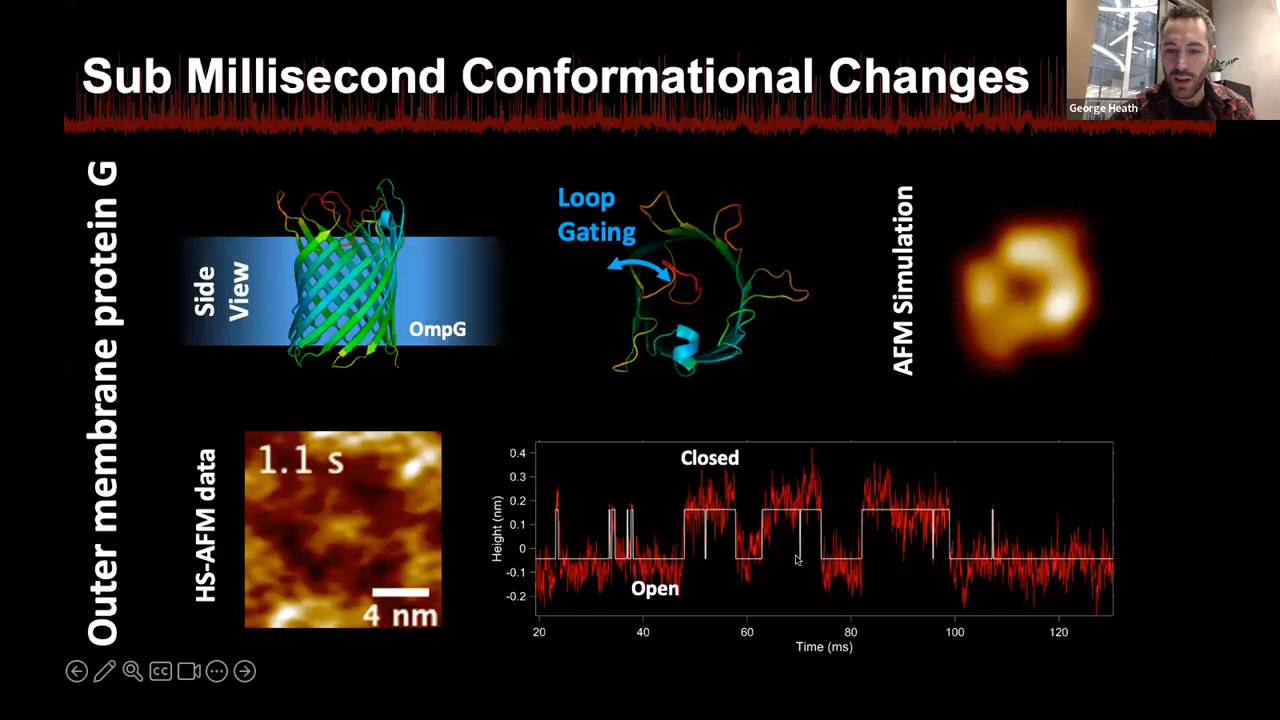 Sub Millisecond Conformational Changes
George Heath
Outer membrane protein G
Side
View
OmpG
Loop
Gating
AFM Simulation
HS-AFM data
1.1 s
4 nm
Closed
Open
Height (nm)
0.4
0.3
0.2
0.1
0
-0.1
-0.2
20 40 60 80 100 120
Time (ms)
CC